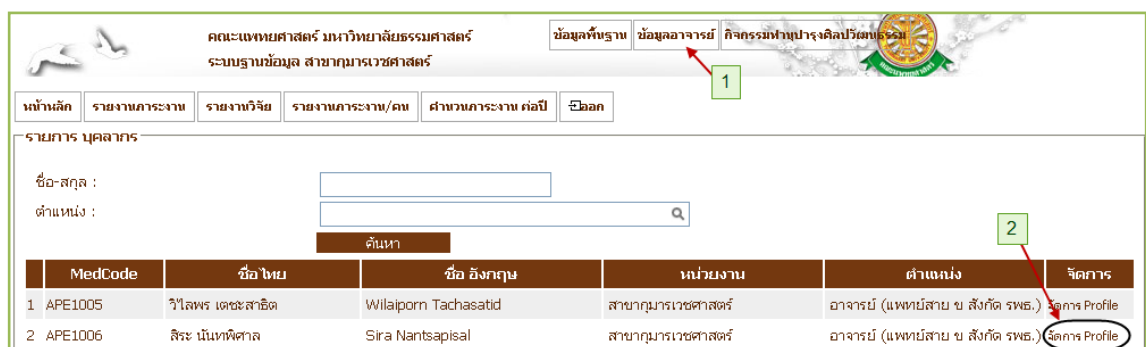 คณะแพทยศาสตร์ มหาวิทยาลัยธรรมศาสตร์
ระบบฐานข้อมูล สาขากุมารเวชศาสตร์
ข้อมูลพื้นฐาน ข้อมูลอาจารย์ กิจกรรมทำนุบำรุงศิลปวัฒนธรรม
1
หน้าหลัก รายงานภาระงาน รายงานวิจัย รายงานภาระงาน/คน คำนวนภาระงาน ต่อปี ออก
รายการ บุคลากร
ชื่อ-สกุล :
ตำแหน่ง :
ค้นหา
2
MedCode ชื่อไทย ชื่อ อังกฤษ หน่วยงาน ตำแหน่ง จัดการ
1 APE1005 วิไลพร เตชะสาธิต Wilaiporn Tachasatid สาขากุมารเวชศาสตร์ อาจารย์ (แพทย์สาย ข สังกัด รพธ.) จัดการ Profile
2 APE1006 สิระ นันทพิศาล Sira Nantsapisal สาขากุมารเวชศาสตร์ อาจารย์ (แพทย์สาย ข สังกัด รพธ.) จัดการ Profile